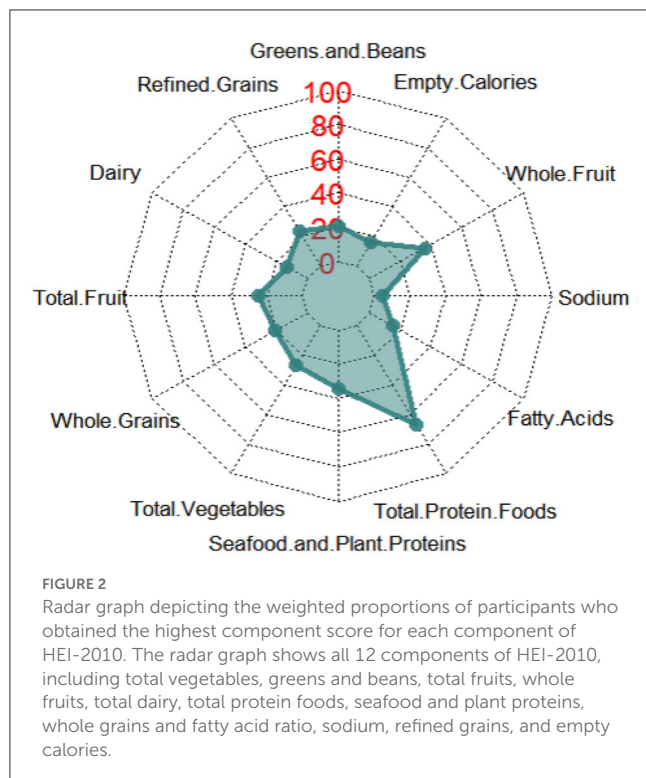 Greens.and.Beans
Refined.Grains
Empty.Calories
100
80
Dairy
60
Whole.Fruit
40
20
0
Total.Fruit
Sodium
Whole.Grains
Fatty.Acids
Total.Vegetables
Total.Protein.Foods
Seafood.and.Plant.Proteins
FIGURE 2
Radar graph depicting the weighted proportions of participants who
obtained the highest component score for each component of
HEI-2010. The radar graph shows all 12 components of HEI-2010,
including total vegetables, greens and beans, total fruits, whole
fruits, total dairy, total protein foods, seafood and plant proteins,
whole grains and fatty acid ratio, sodium, refined grains, and empty
calories.